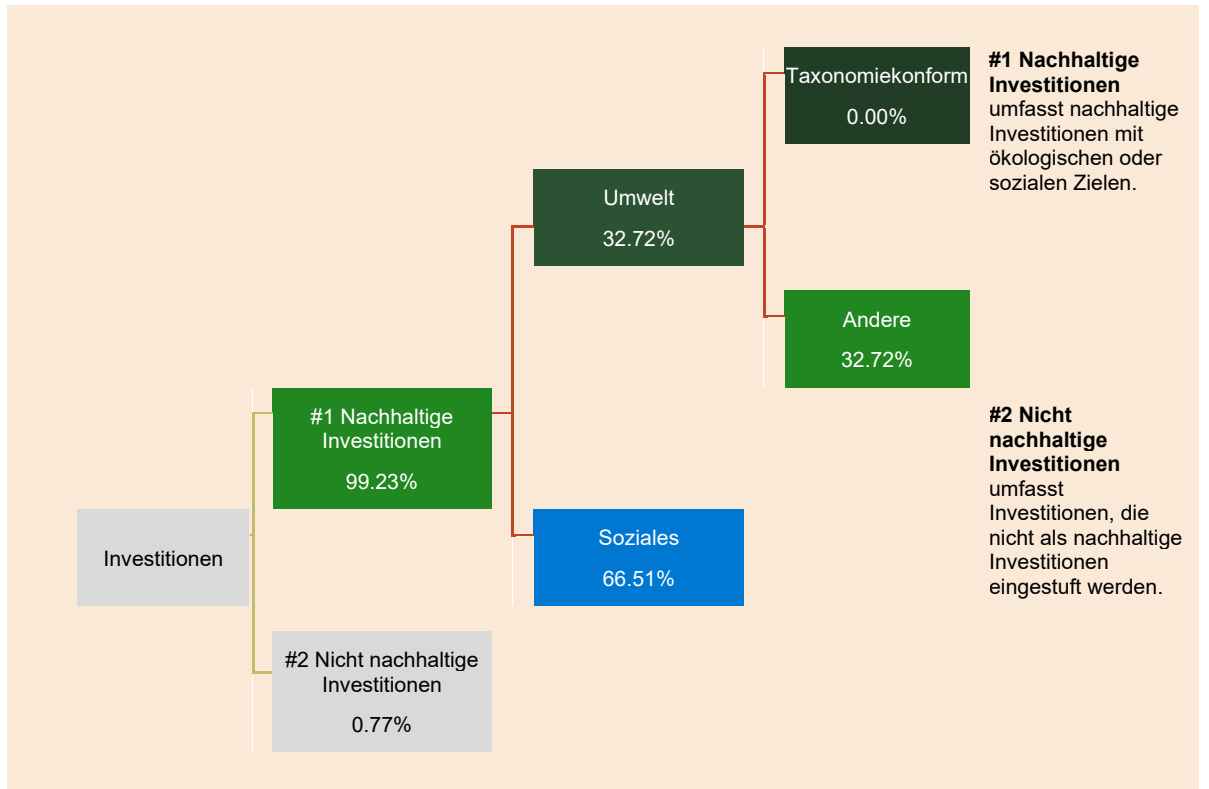 Taxonomiekonform
0.00%
Umwelt
32.72%
Andere
32.72%
#1 Nachhaltige
Investitionen
99.23%
Soziales
66.51%
Investitionen
#2 Nicht nachhaltige
Investitionen
0.77%
#1 Nachhaltige
Investitionen
umfasst nachhaltige
Investitionen mit
ökologischen oder
sozialen Zielen.
#2 Nicht
nachhaltige
Investitionen
umfasst
Investitionen, die
nicht als nachhaltige
Investitionen
eingestuft werden.